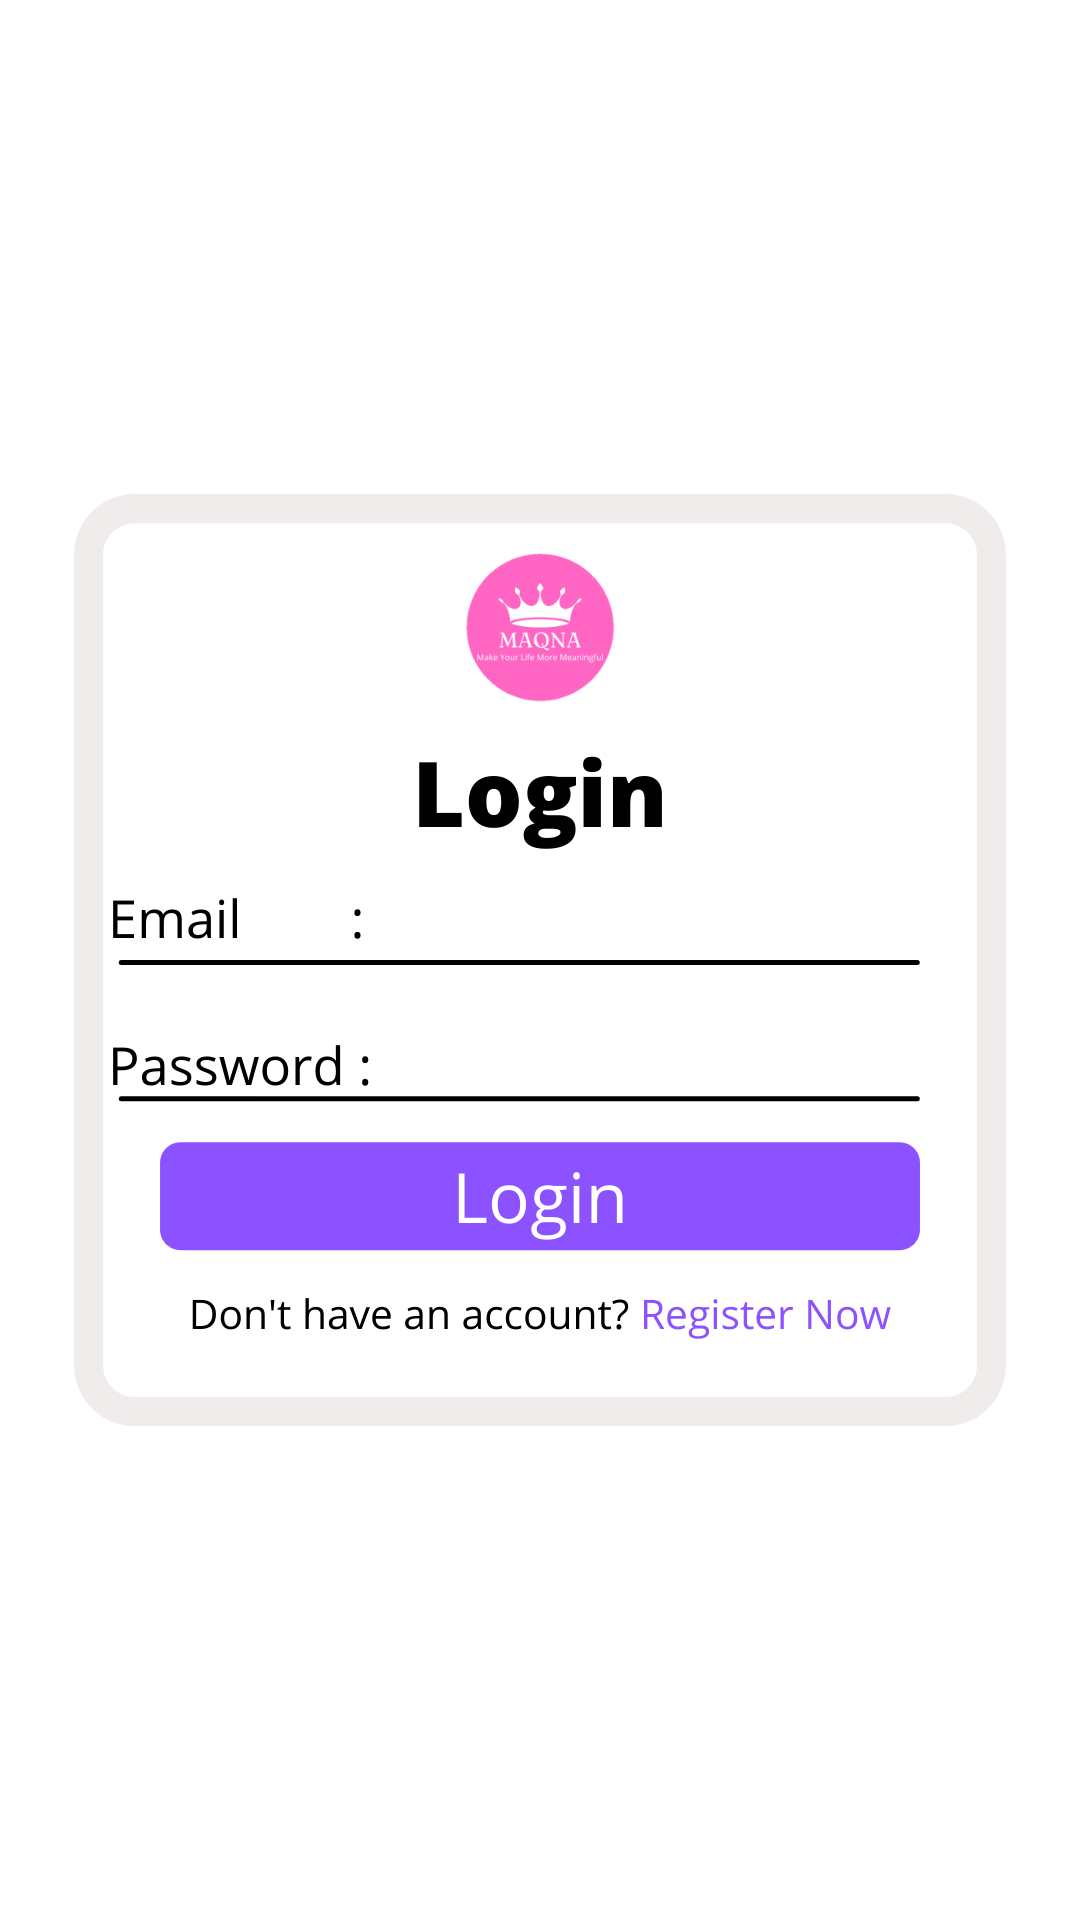 MAQNA
Make Your Life More Meaningful
Login
Email :
Password :
Login
Don't have an account? Register Now